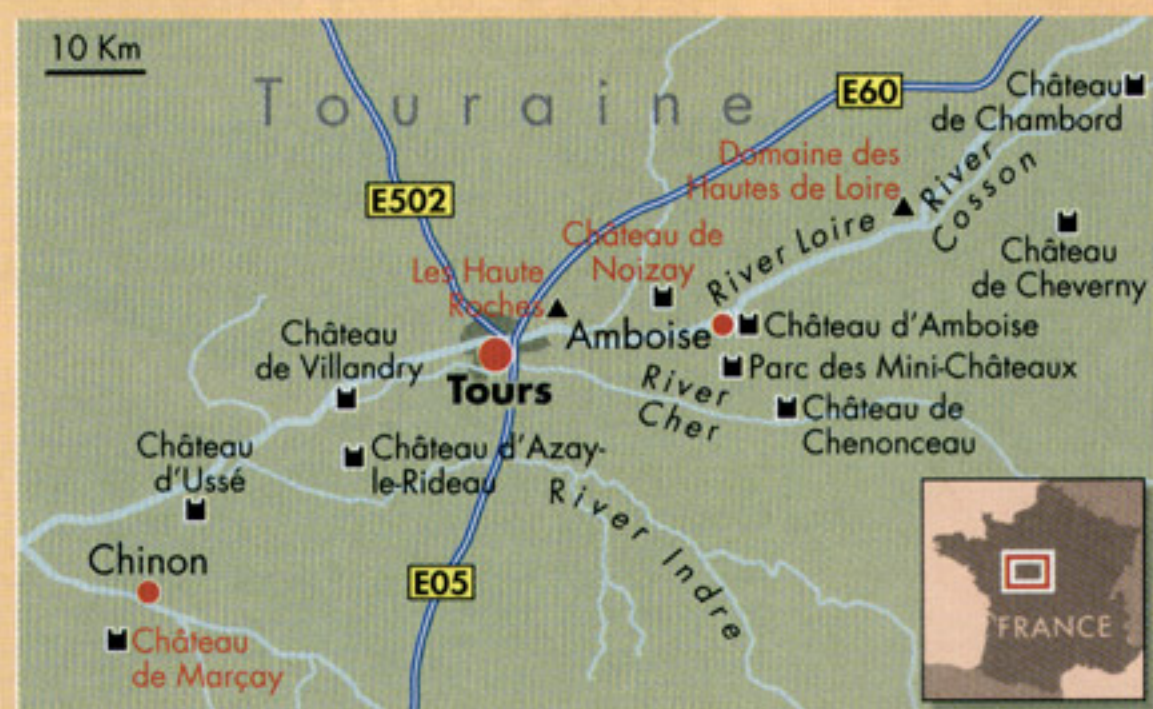 10 Km
Touraine
E60
Château
de Chambord
E502
Domaine des
Hautes de Loire
River
Cosson
River Loire
Château de
Noizay
Château
de Cheverny
Les Haute
Roches
Château
de Villandry
Amboise
Château d'Amboise
Parc des Mini-Châteaux
Tours
River
Cher
Château de
Chenonceau
Château
d'Ussé
Château d'Azay-
le-Rideau
River Indre
Chinon
E05
Château
de Marçay
FRANCE